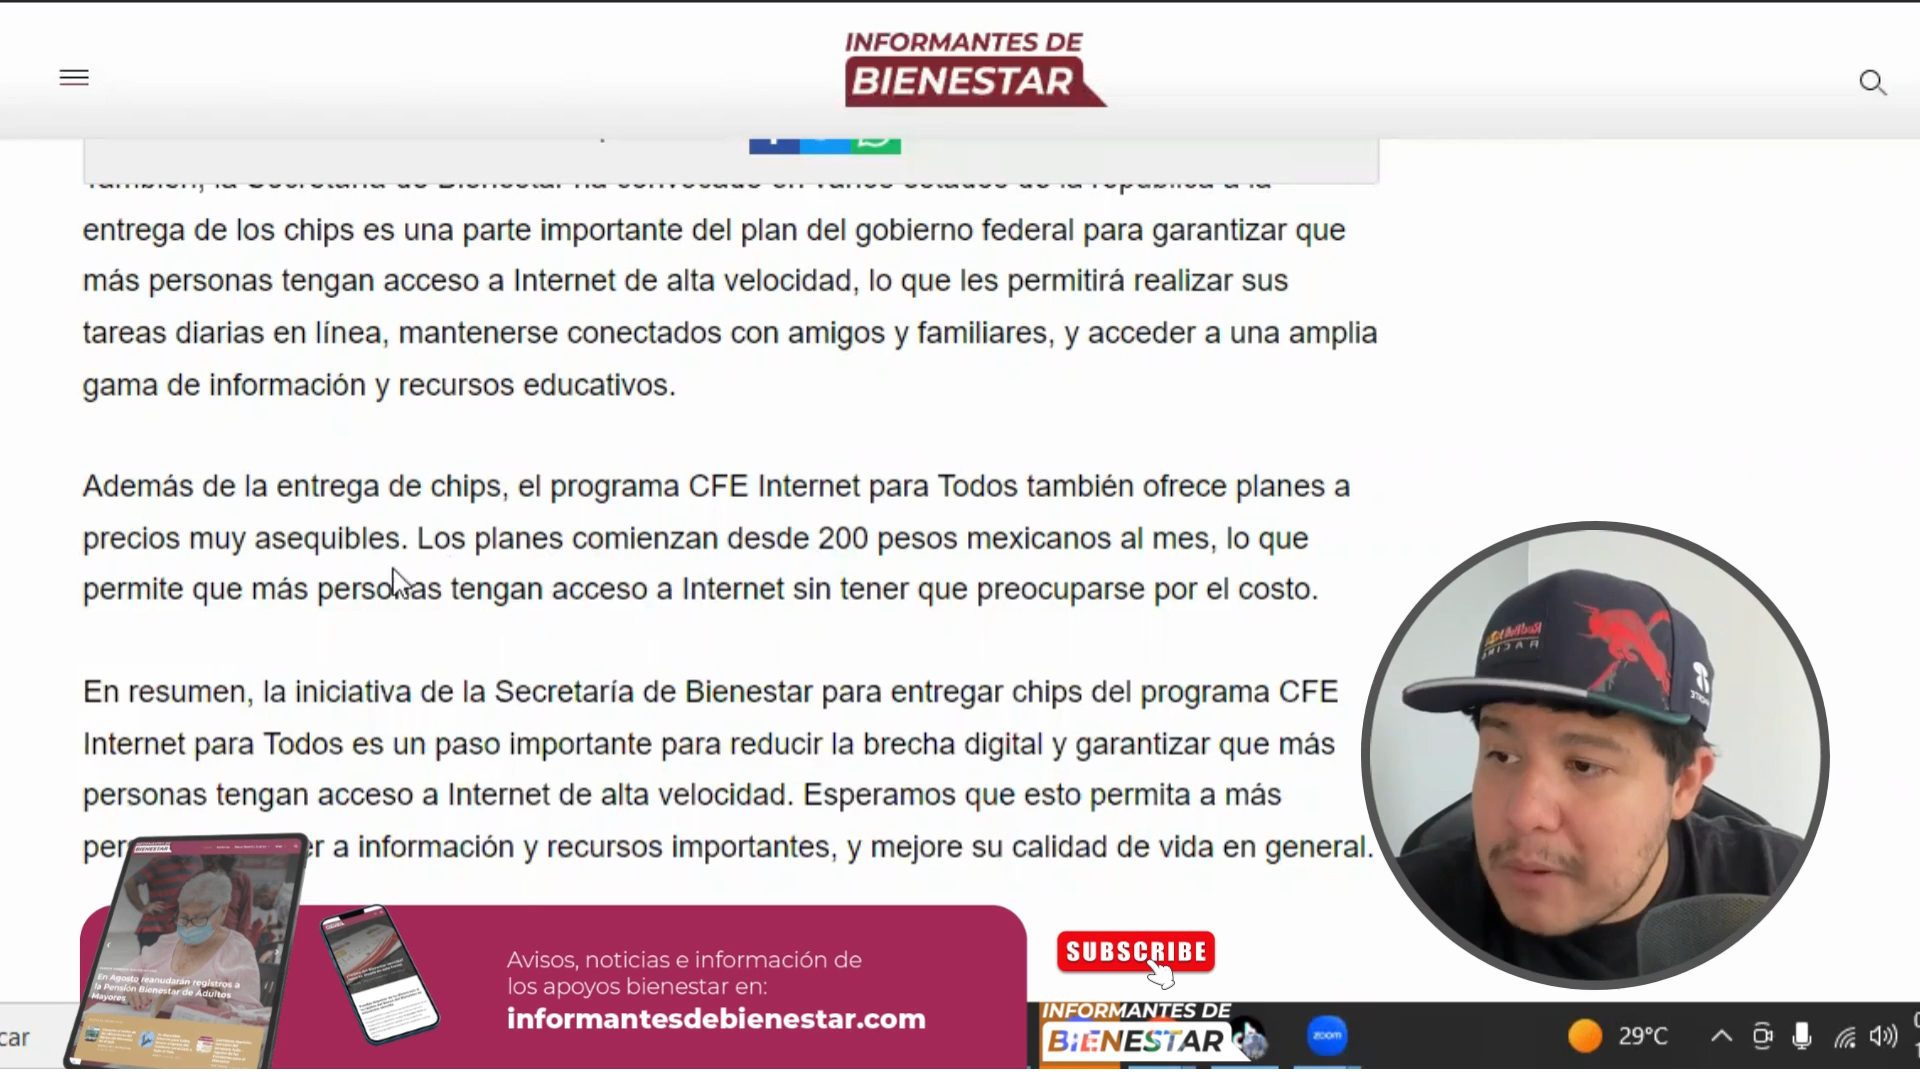 INFORMANTES DE
BIENESTAR
También, la Secretaría de Bienestar ha convocado en varios estados de la república a la
entrega de los chips es una parte importante del plan del gobierno federal para garantizar que
más personas tengan acceso a Internet de alta velocidad, lo que les permitirá realizar sus
tareas diarias en línea, mantenerse conectados con amigos y familiares, y acceder a una amplia
gama de información y recursos educativos.
Además de la entrega de chips, el programa CFE Internet para Todos también ofrece planes a
precios muy asequibles. Los planes comienzan desde 200 pesos mexicanos al mes, lo que
permite que más personas tengan acceso a Internet sin tener que preocuparse por el costo.
En resumen, la iniciativa de la Secretaría de Bienestar para entregar chips del programa CFE
Internet para Todos es un paso importante para reducir la brecha digital y garantizar que más
personas tengan acceso a Internet de alta velocidad. Esperamos que esto permita a más
per er a información y recursos importantes, y mejore su calidad de vida en general.
BIENESTAR
En Agosto reanudarán registros a
la Pensión Bienestar de Adultos
Mayores
Avisos, noticias e información de
los apoyos bienestar en:
informantesdebienestar.com
SUBSCRIBE
INFORMANTES DE
BIENESTAR
car
zoom
29°C